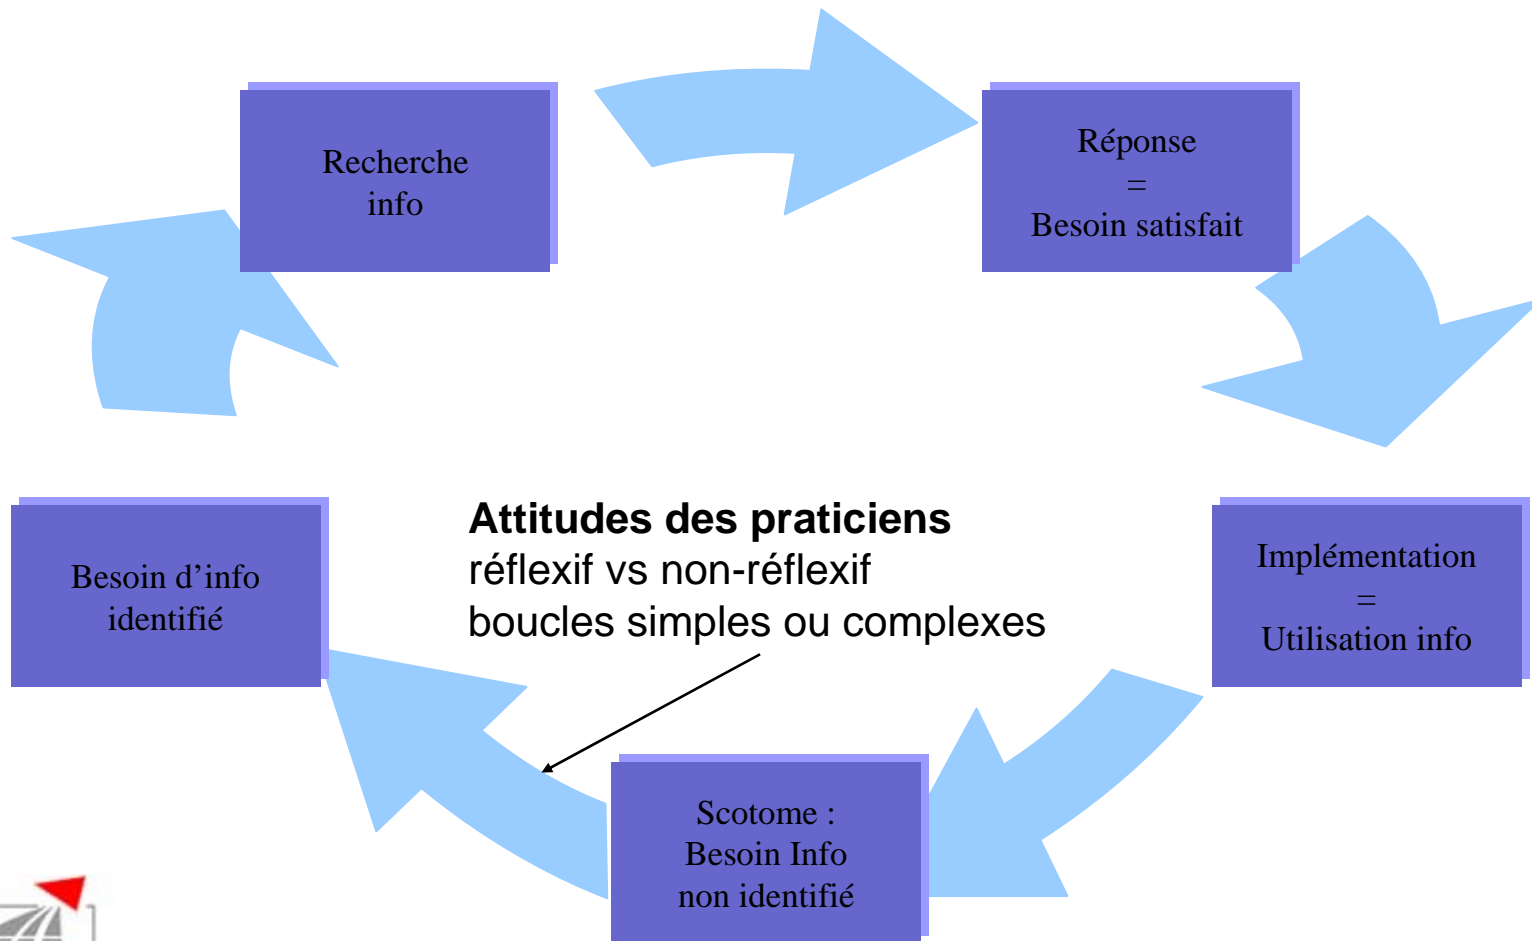 Recherche
info
Réponse
=
Besoin satisfait
Attitudes des praticiens
réflexif vs non-réflexif
boucles simples ou complexes
Besoin d’info
identifié
Implémentation
=
Utilisation info
Scotome :
Besoin Info
non identifié